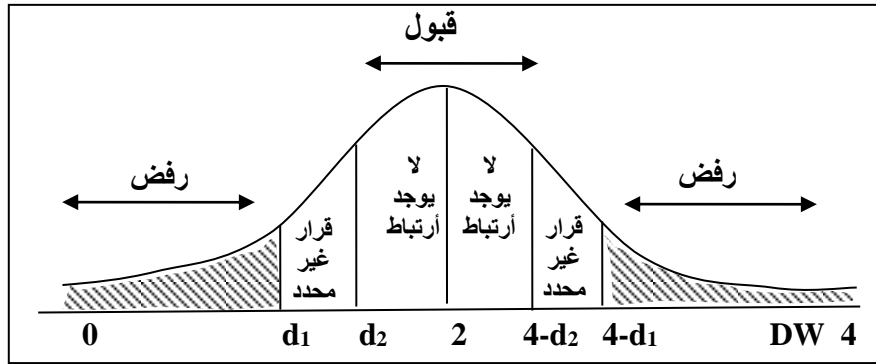 قبول
رفض
رفض
لا
يوجد
أرتباط
لا
يوجد
أرتباط
قرار
غير
محدد
قرار
غير
محدد
0 d1 d2 2 4-d2 4-d1 DW 4